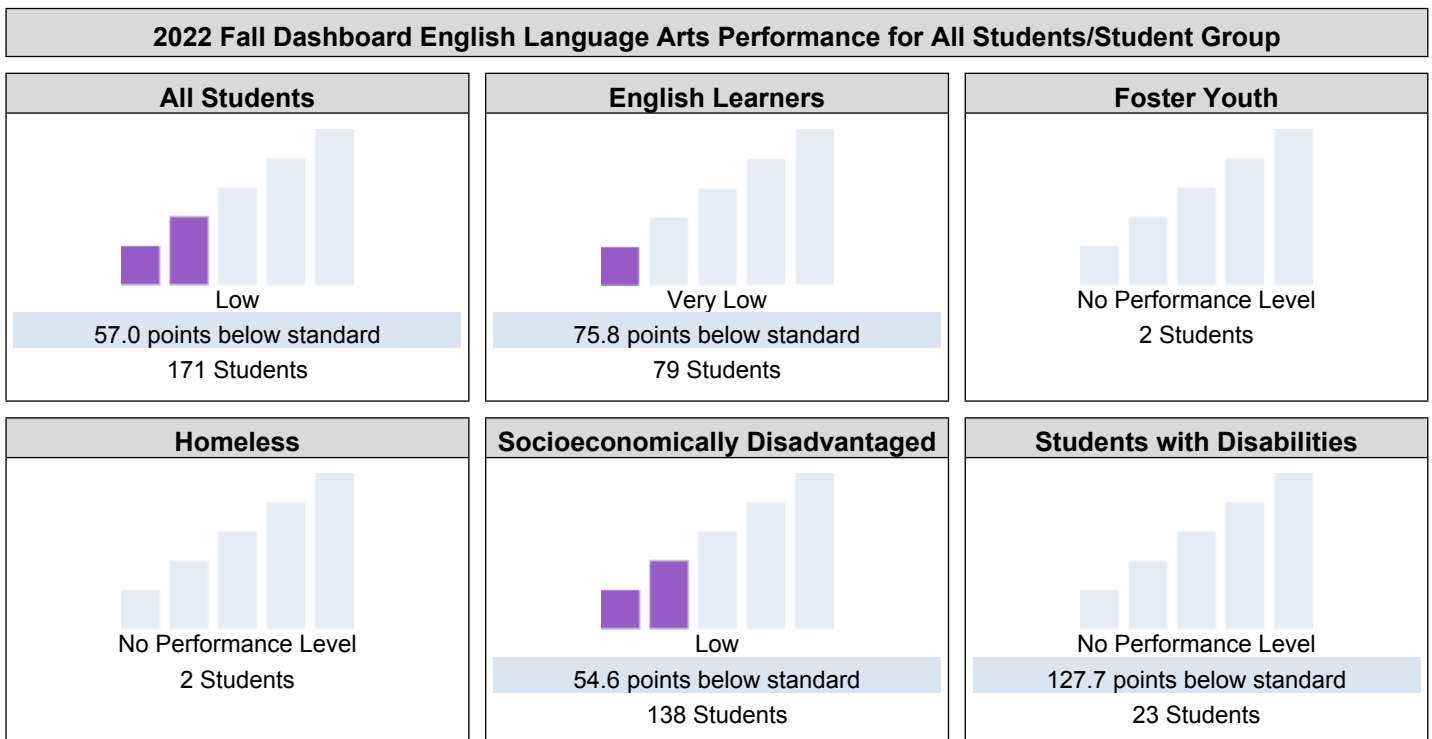 2022 Fall Dashboard English Language Arts Performance for All Students/Student Group
All Students
Low
57.0 points below standard
171 Students
English Learners
Very Low
75.8 points below standard
79 Students
Foster Youth
No Performance Level
2 Students
Homeless
No Performance Level
2 Students
Socioeconomically Disadvantaged
Low
54.6 points below standard
138 Students
Students with Disabilities
No Performance Level
127.7 points below standard
23 Students